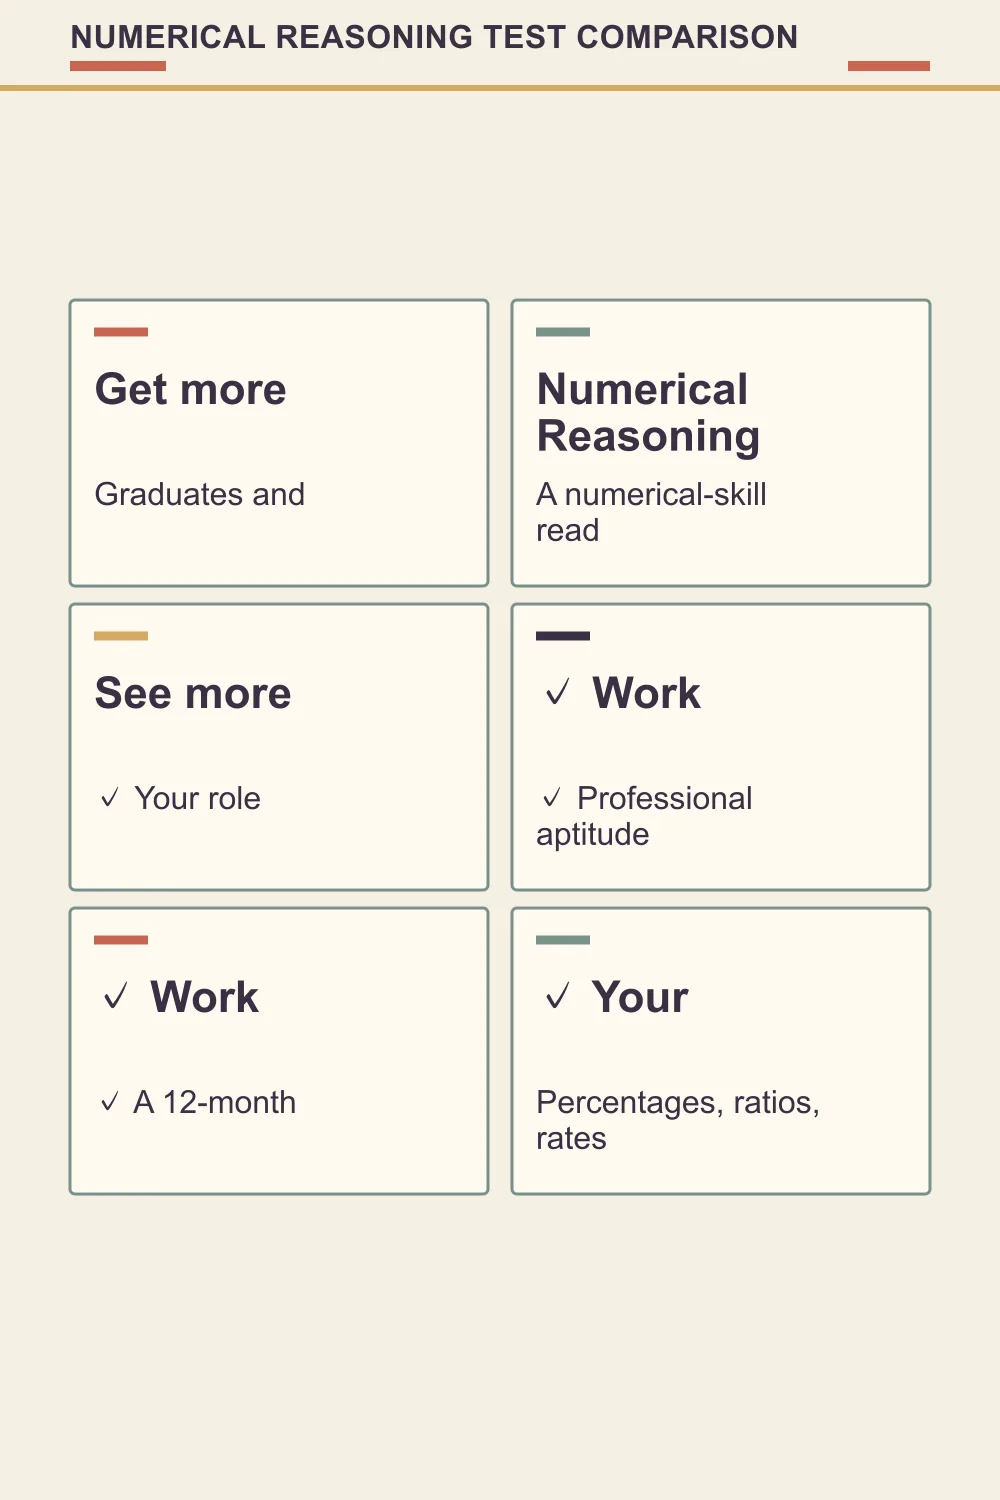 NUMERICAL REASONING TEST COMPARISON
Get more
Graduates and
Numerical
Reasoning
A numerical-skill
read
See more
✓ Your role
✓ Work
✓ Professional
aptitude
✓ Work
✓ A 12-month
✓ Your
Percentages, ratios,
rates